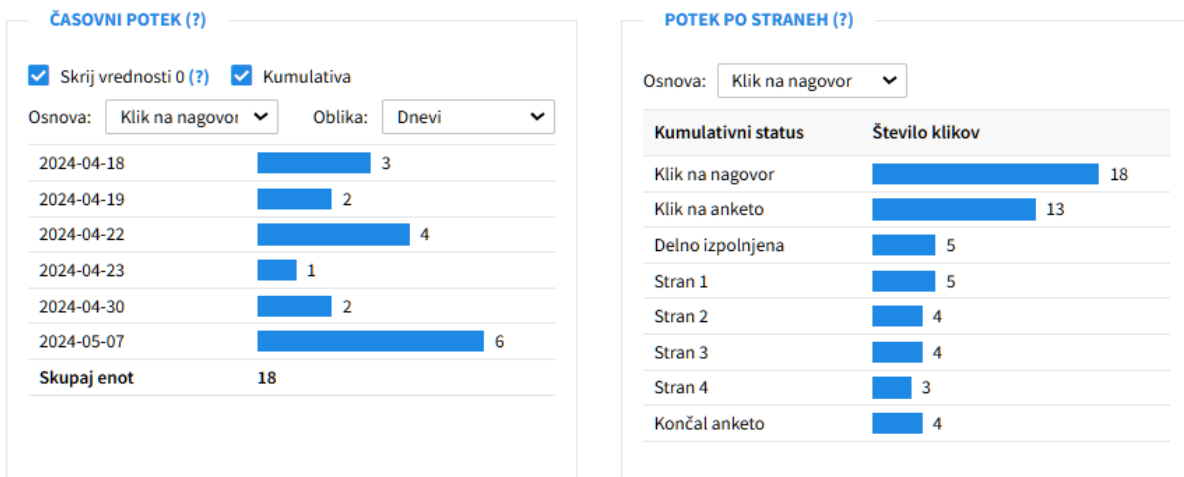 ČASOVNI POTEK (?)
Skrij vrednosti 0 (?) Kumulativa
Osnova: Klik na nagovor Oblika: Dnevi
2024-04-18 3
2024-04-19 2
2024-04-22 4
2024-04-23 1
2024-04-30 2
2024-05-07 6
Skupaj enot 18
POTEK PO STRANEH (?)
Osnova: Klik na nagovor
Kumulativni status Število klikov
Klik na nagovor 18
Klik na anketo 13
Delno izpolnjena 5
Stran 1 5
Stran 2 4
Stran 3 4
Stran 4 3
Končal anketo 4